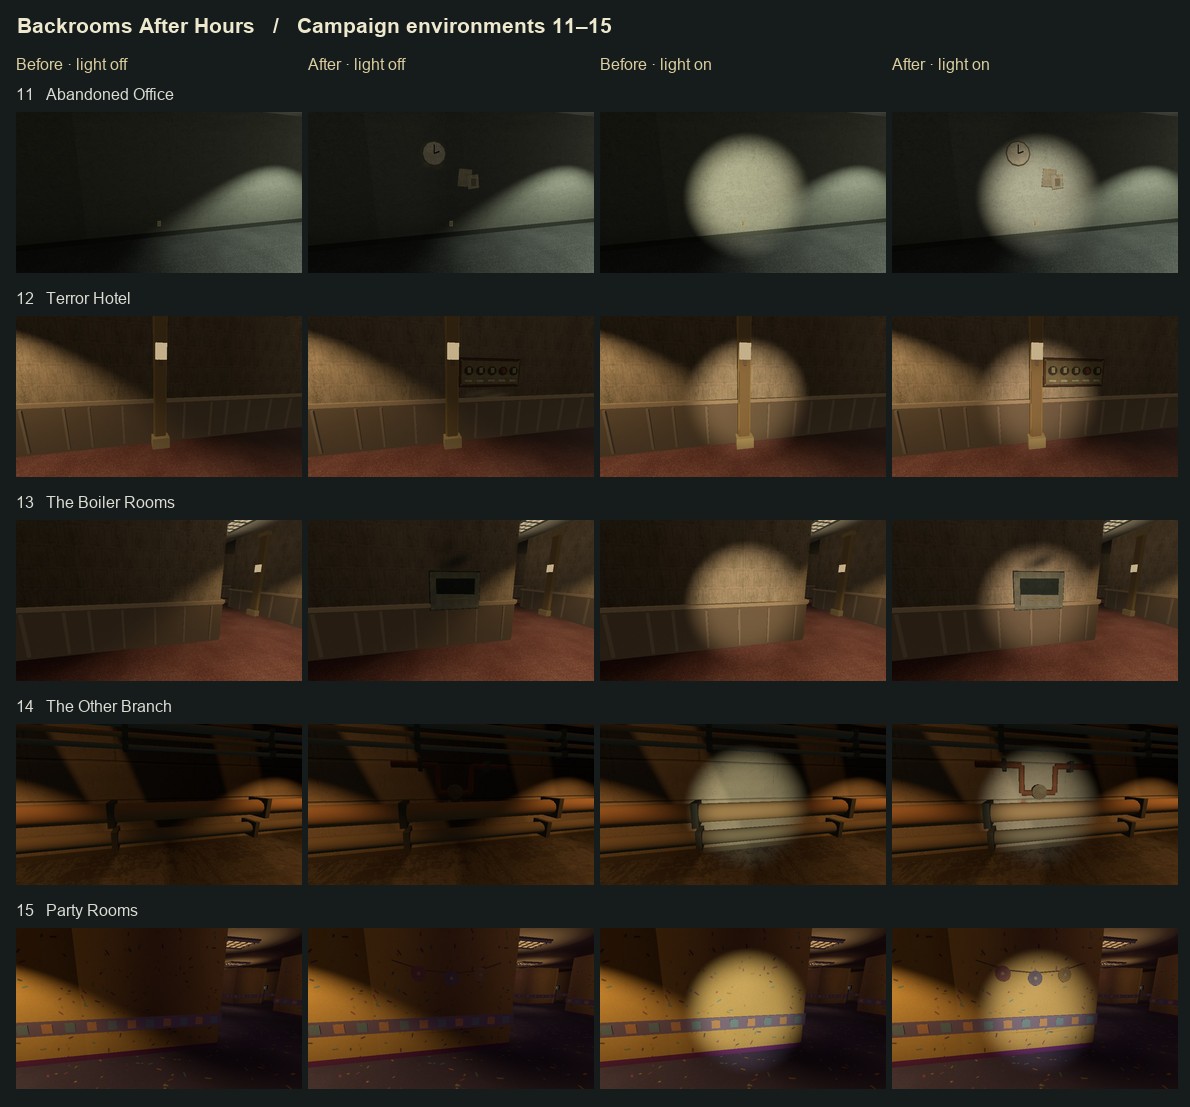 Backrooms After Hours / Campaign environments 11–15
Before · light off After · light off Before · light on After · light on
11 Abandoned Office
12 Terror Hotel
13 The Boiler Rooms
14 The Other Branch
15 Party Rooms